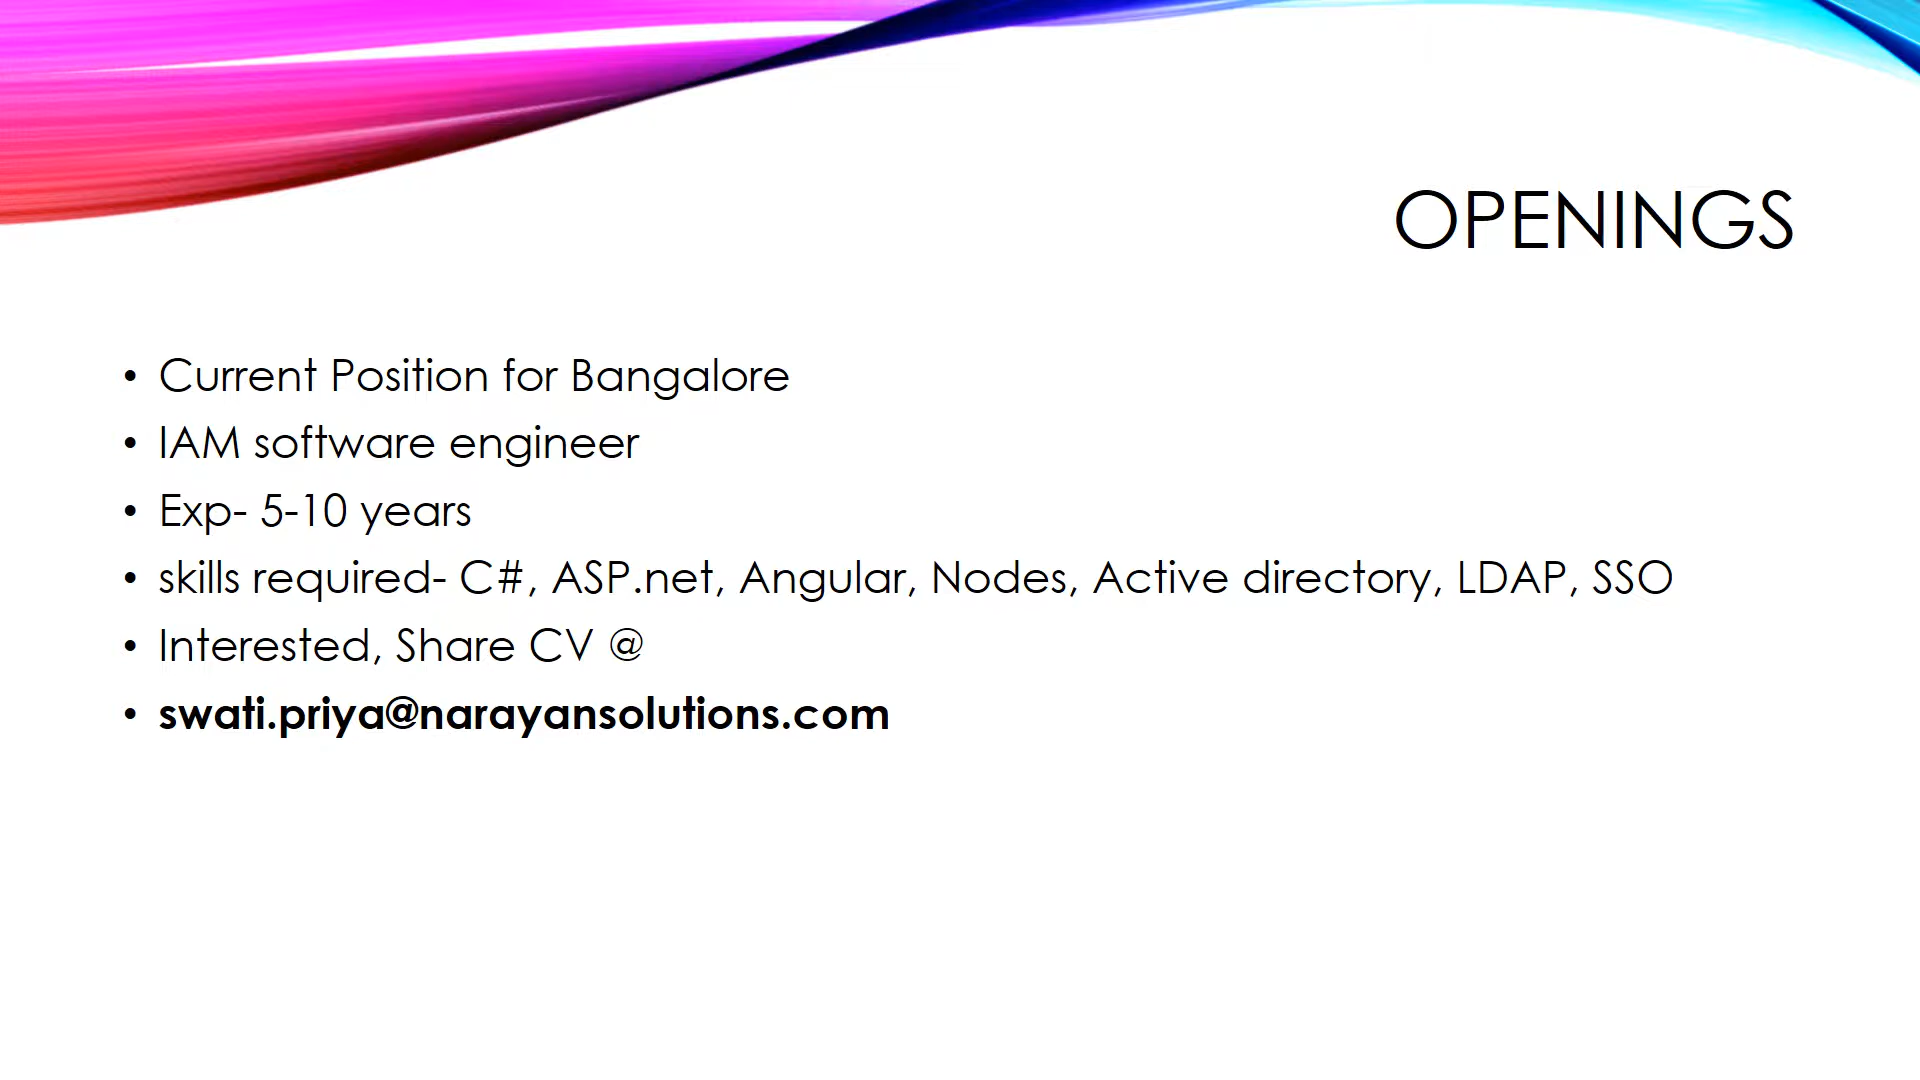 OPENINGS
• Current Position for Bangalore
• IAM software engineer
• Exp- 5-10 years
• skills required- C#, ASP.net, Angular, Nodes, Active directory, LDAP, SSO
• Interested, Share CV @
• swati.priya@narayansolutions.com